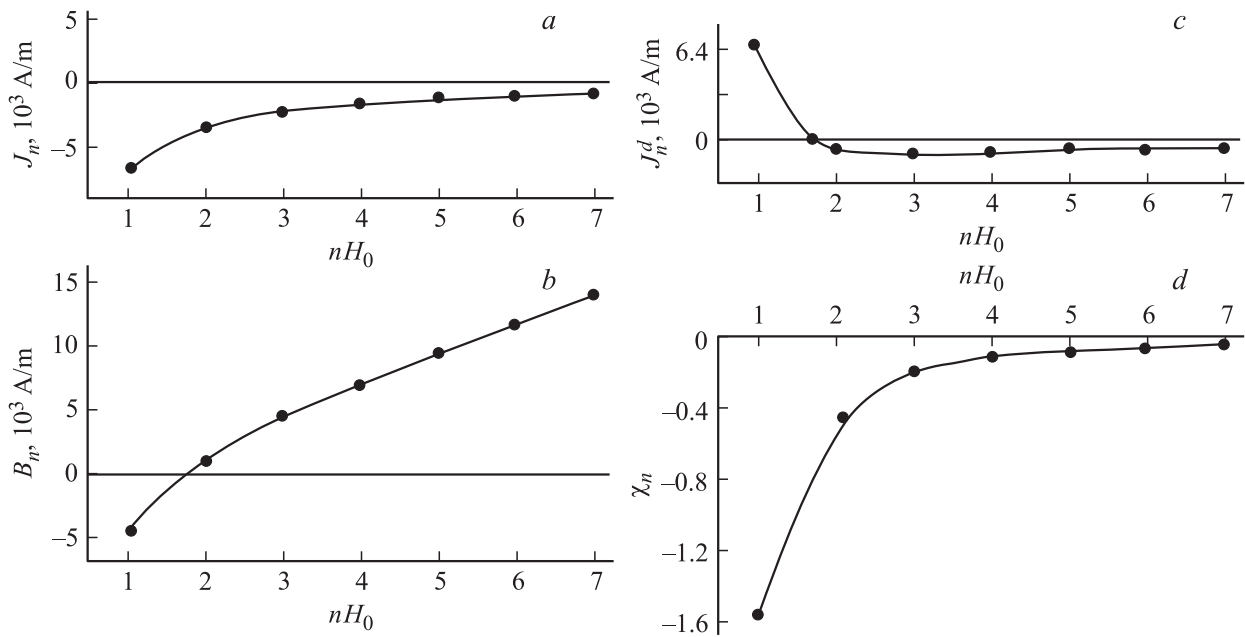 a
J_n, 10^3 A/m
5
0
–5
1 2 3 4 5 6 7
nH_0
b
B_n, 10^3 A/m
15
10
5
0
–5
1 2 3 4 5 6 7
nH_0
c
J_n^d, 10^3 A/m
6.4
0
1 2 3 4 5 6 7
nH_0
nH_0
d
1 2 3 4 5 6 7
χ_n
0
–0.4
–0.8
–1.2
–1.6